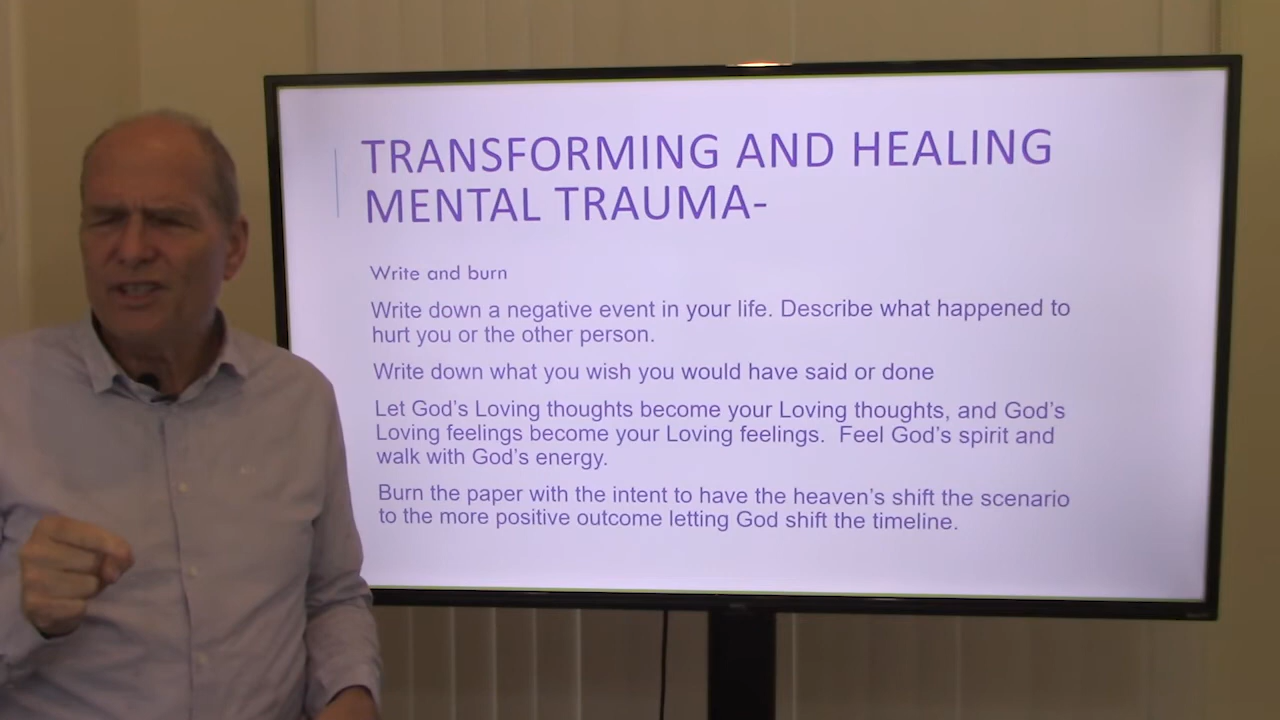 TRANSFORMING AND HEALING
MENTAL TRAUMA-
Write and burn
Write down a negative event in your life. Describe what happened to
hurt you or the other person.
Write down what you wish you would have said or done
Let God's Loving thoughts become your Loving thoughts, and God's
Loving feelings become your Loving feelings.  Feel God's spirit and
walk with God's energy.
Burn the paper with the intent to have the heaven's shift the scenario
to the more positive outcome letting God shift the timeline.